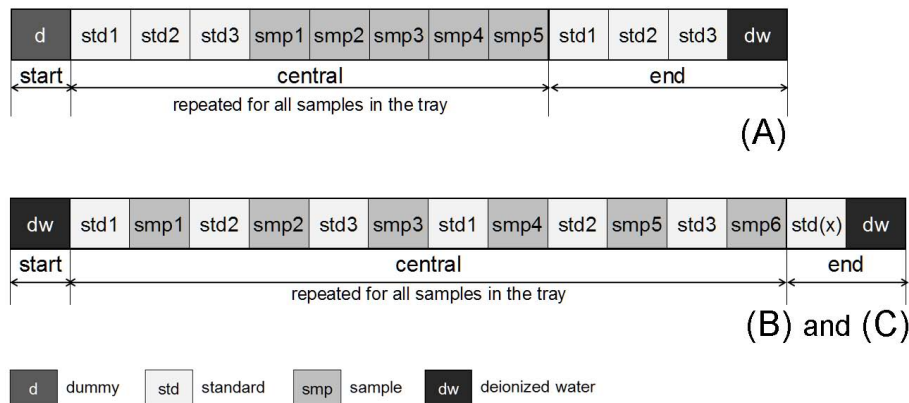 d std1 std2 std3 smp1 smp2 smp3 smp4 smp5 std1 std2 std3 dw
start central end
repeated for all samples in the tray
(A)
dw std1 smp1 std2 smp2 std3 smp3 std1 smp4 std2 smp5 std3 smp6 std(x) dw
start central end
repeated for all samples in the tray
(B) and (C)
d dummy std standard smp sample dw deionized water